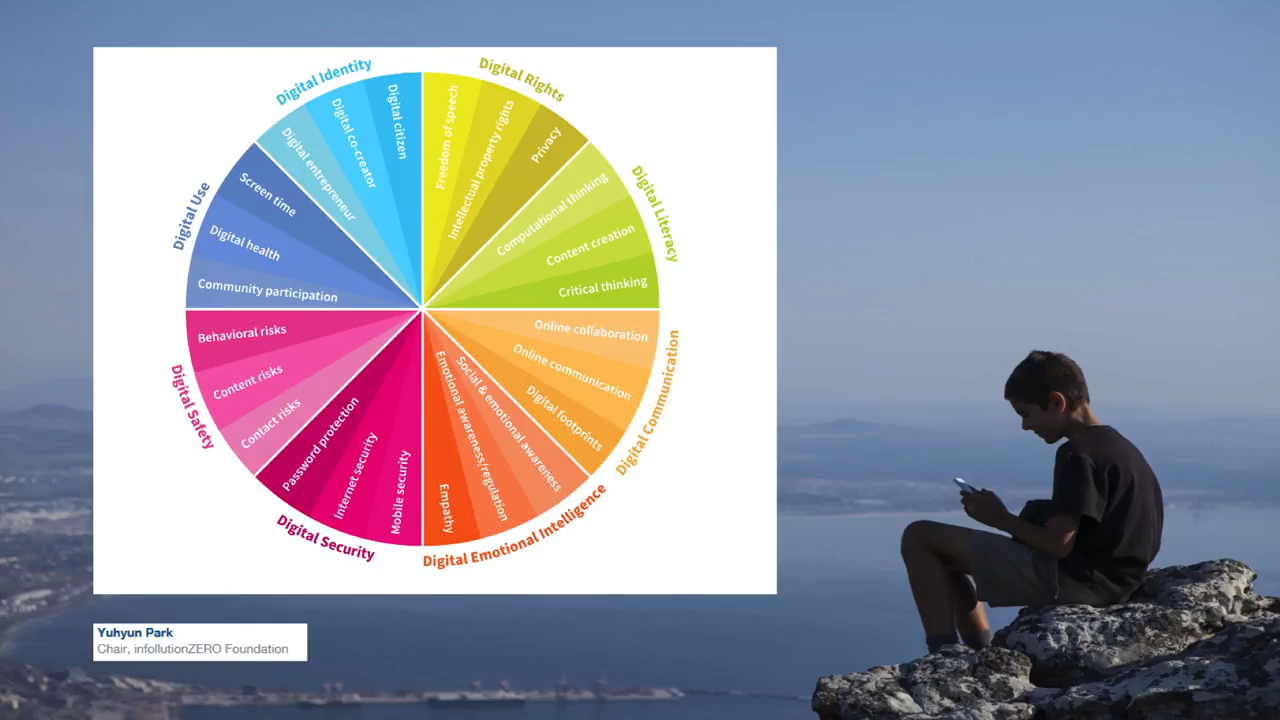 Digital Identity
Digital citizen
Digital co-creator
Digital entrepreneur
Digital Rights
Freedom of speech
Intellectual property rights
Privacy
Digital Literacy
Computational thinking
Content creation
Critical thinking
Digital Communication
Online collaboration
Online communication
Digital footprints
Digital Emotional Intelligence
Social & emotional awareness
Emotional awareness/regulation
Empathy
Digital Security
Mobile security
Internet security
Password protection
Digital Safety
Contact risks
Content risks
Behavioral risks
Digital Use
Community participation
Digital health
Screen time
Yuhyun Park
Chair, infollutionZERO Foundation